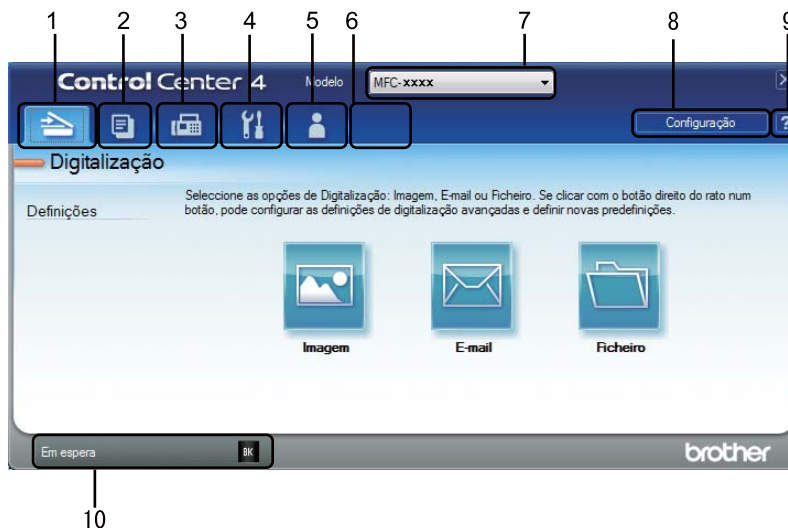 1 2 3 4 5 6 7 8 9
Control Center 4 Modelo MFC-xxxx
Configuração ?
Digitalização
Definições
Seleccione as opções de Digitalização: Imagem, E-mail ou Ficheiro. Se clicar com o botão direito do rato num
botão, pode configurar as definições de digitalização avançadas e definir novas predefinições.
Imagem E-mail Ficheiro
Em espera BK brother
10